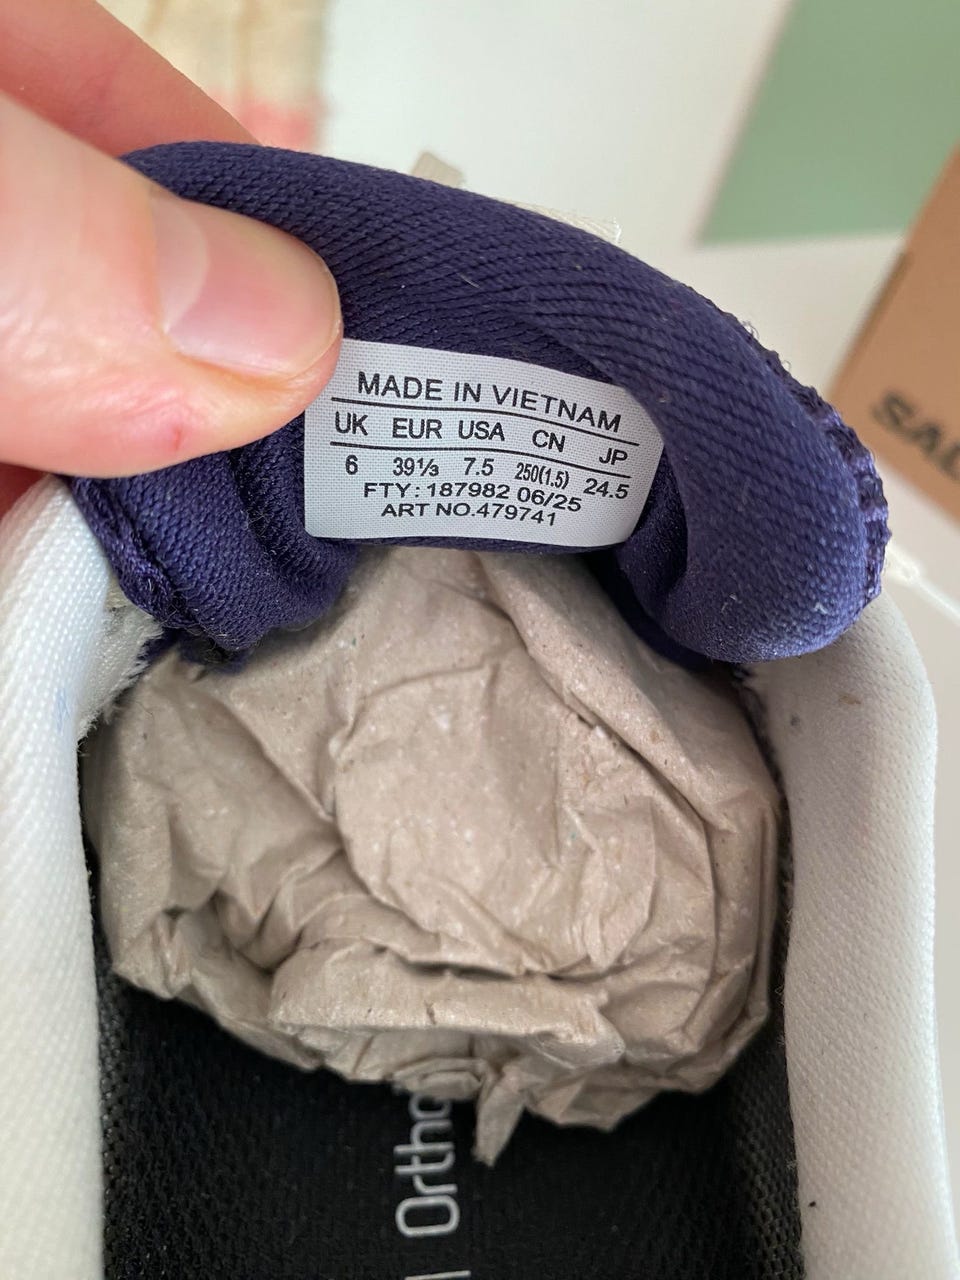 MADE IN VIETNAM
UK EUR USA CN JP
6 39⅓ 7.5 250(1.5) 24.5
FTY: 187982 06/25
ART NO.479741
Ortho